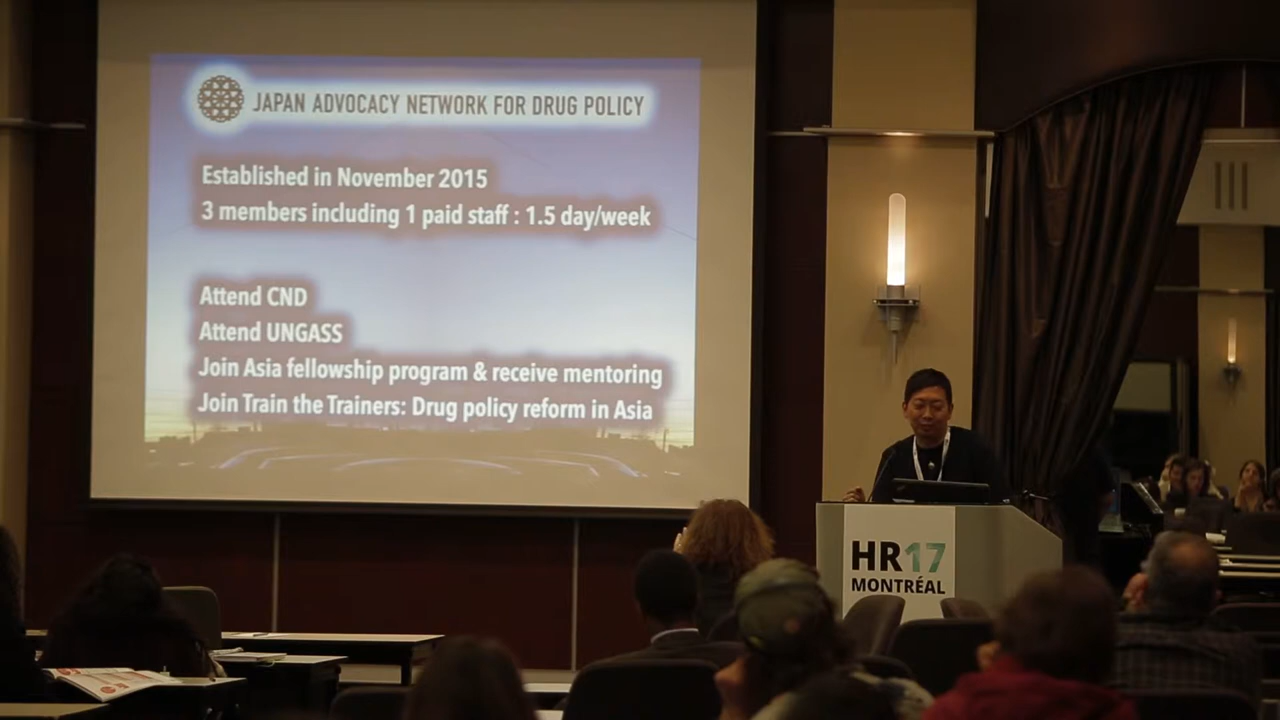 JAPAN ADVOCACY NETWORK FOR DRUG POLICY
Established in November 2015
3 members including 1 paid staff : 1.5 day/week
Attend CND
Attend UNGASS
Join Asia fellowship program & receive mentoring
Join Train the Trainers: Drug policy reform in Asia
HR17
MONTRÉAL